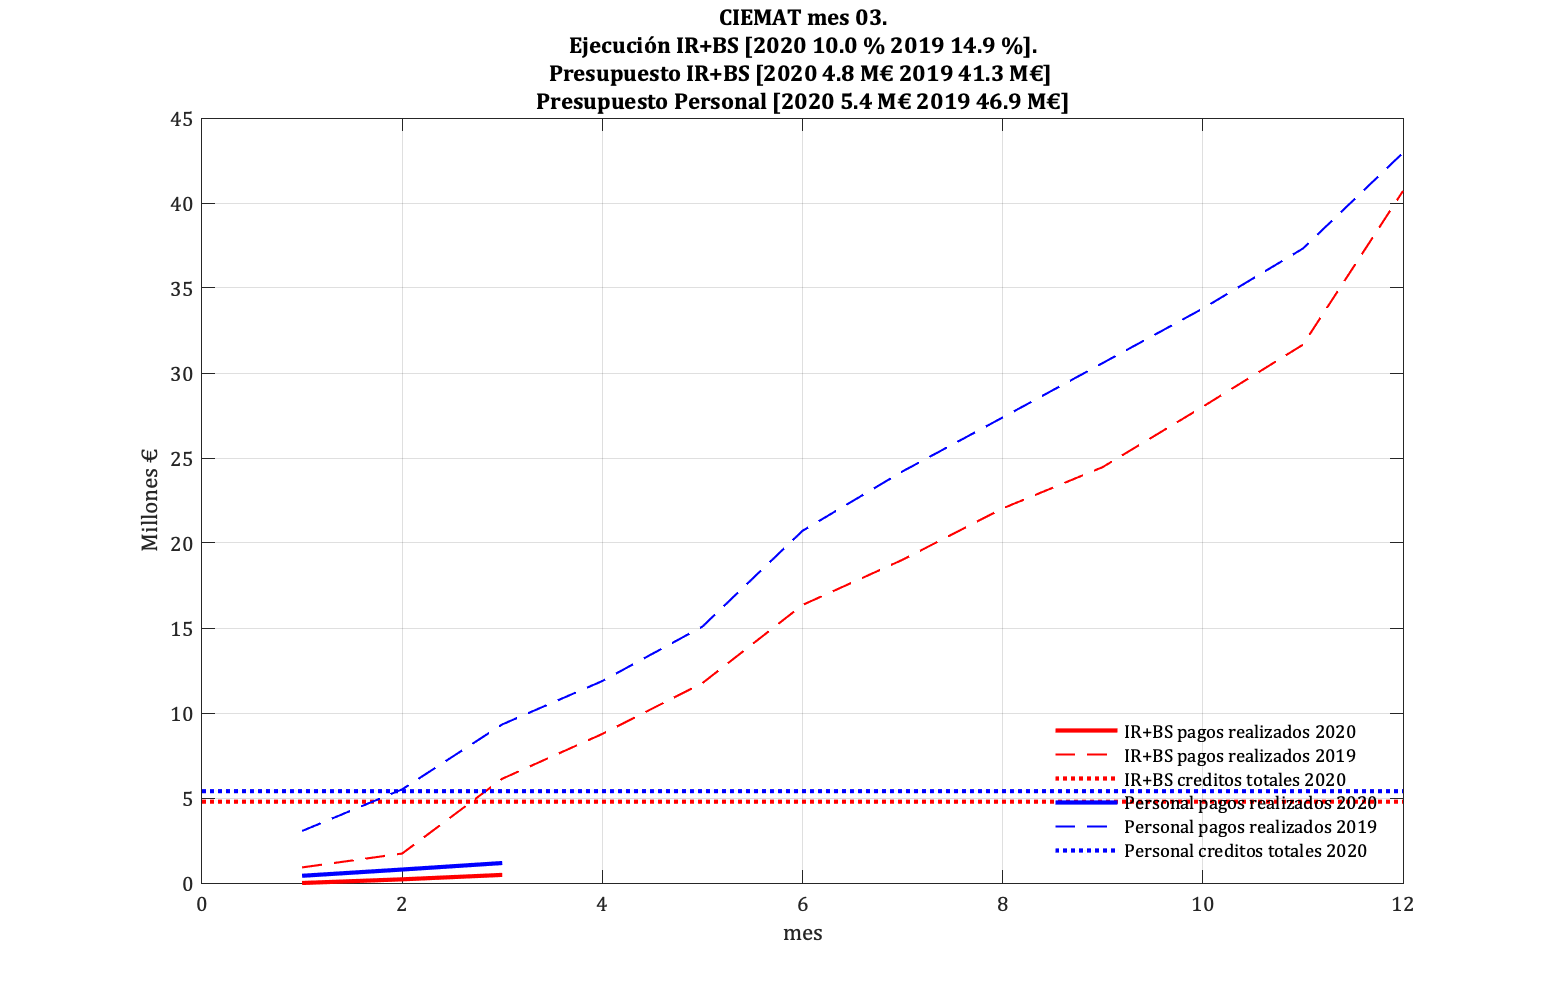 CIEMAT mes 03.
Ejecución IR+BS [2020 10.0 % 2019 14.9 %].
Presupuesto IR+BS [2020 4.8 M€ 2019 41.3 M€]
Presupuesto Personal [2020 5.4 M€ 2019 46.9 M€]
45
40
35
30
25
20
15
10
5
0
Millones €
IR+BS pagos realizados 2020
IR+BS pagos realizados 2019
IR+BS creditos totales 2020
Personal pagos realizados 2020
Personal pagos realizados 2019
Personal creditos totales 2020
0 2 4 6 8 10 12
mes